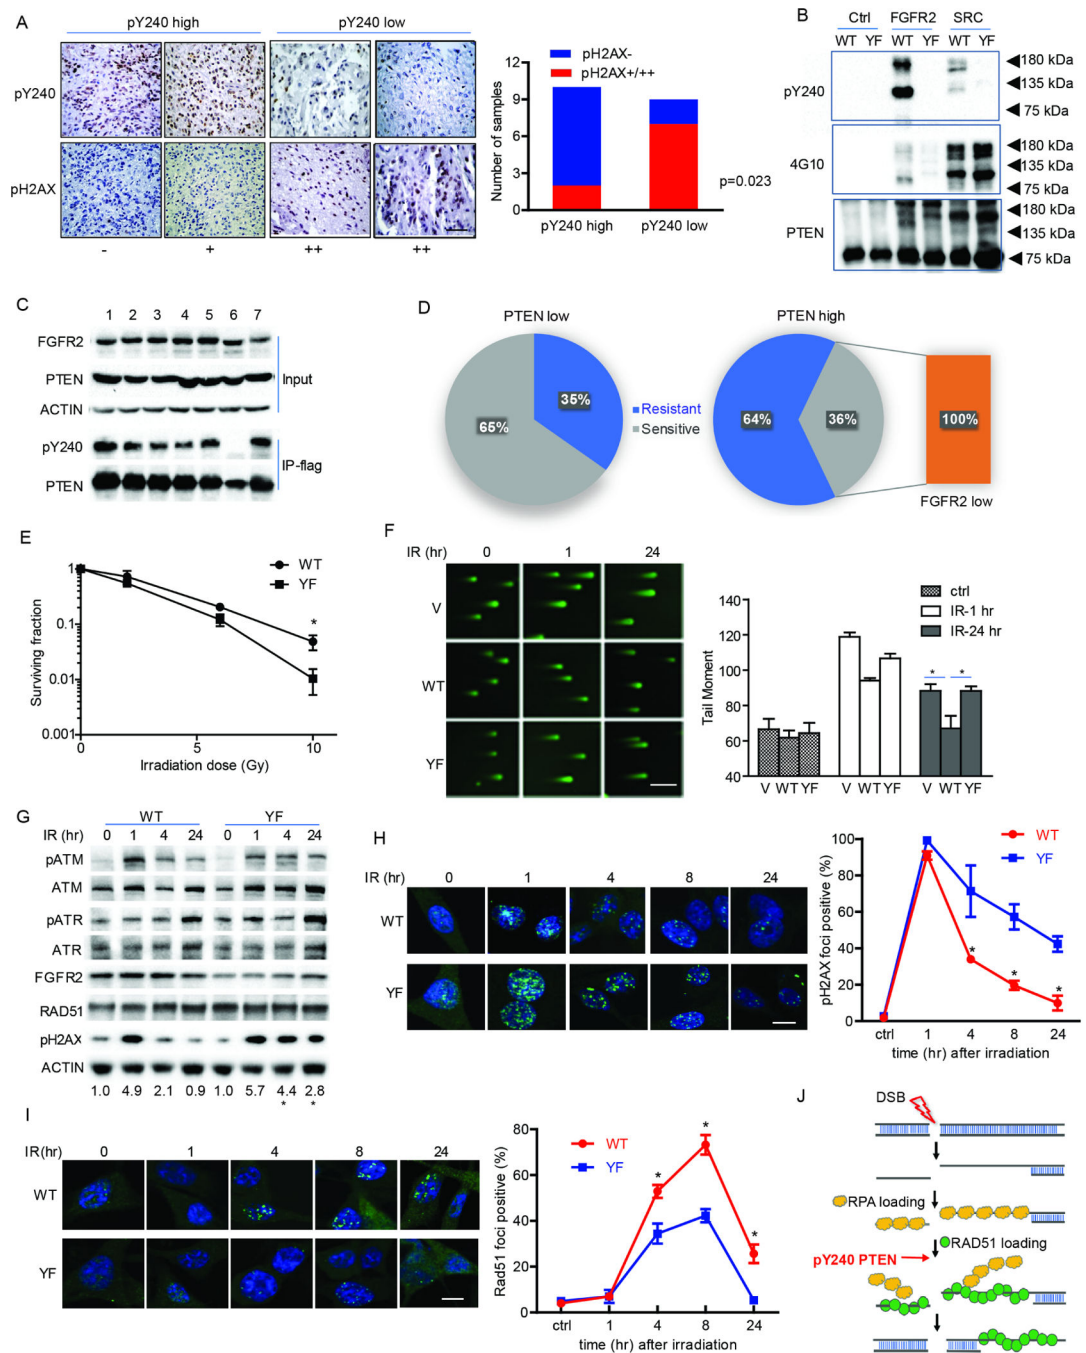 A
pY240 high
pY240 low
pY240
pH2AX
- + ++ ++
pH2AX-
pH2AX+/++
Number of samples
12
9
6
3
0
p=0.023
pY240 high pY240 low
B
Ctrl FGFR2 SRC
WT YF WT YF WT YF
pY240
180 kDa
135 kDa
75 kDa
4G10
180 kDa
135 kDa
75 kDa
PTEN
180 kDa
135 kDa
75 kDa
C
1 2 3 4 5 6 7
FGFR2
PTEN
ACTIN
Input
pY240
PTEN
IP-flag
D
PTEN low
35%
65%
Resistant
Sensitive
PTEN high
64%
36%
100%
FGFR2 low
E
WT
YF
Surviving fraction
1
0.1
0.01
0.001
*
0 5 10
Irradiation dose (Gy)
F
IR (hr) 0 1 24
V
WT
YF
ctrl
IR-1 hr
IR-24 hr
Tail Moment
140
120
100
80
60
40
* *
V WT YF V WT YF V WT YF
G
WT YF
IR (hr) 0 1 4 24 0 1 4 24
pATM
ATM
pATR
ATR
FGFR2
RAD51
pH2AX
ACTIN
1.0 4.9 2.1 0.9 1.0 5.7 4.4 2.8
* *
H
IR (hr) 0 1 4 8 24
WT
YF
WT
YF
pH2AX foci positive (%)
100
80
60
40
20
0
* * *
ctrl 1 4 8 24
time (hr) after irradiation
I
IR(hr) 0 1 4 8 24
WT
YF
WT
YF
Rad51 foci positive (%)
80
60
40
20
0
* * *
ctrl 1 4 8 24
time (hr) after irradiation
J
DSB
RPA loading
RAD51 loading
pY240 PTEN